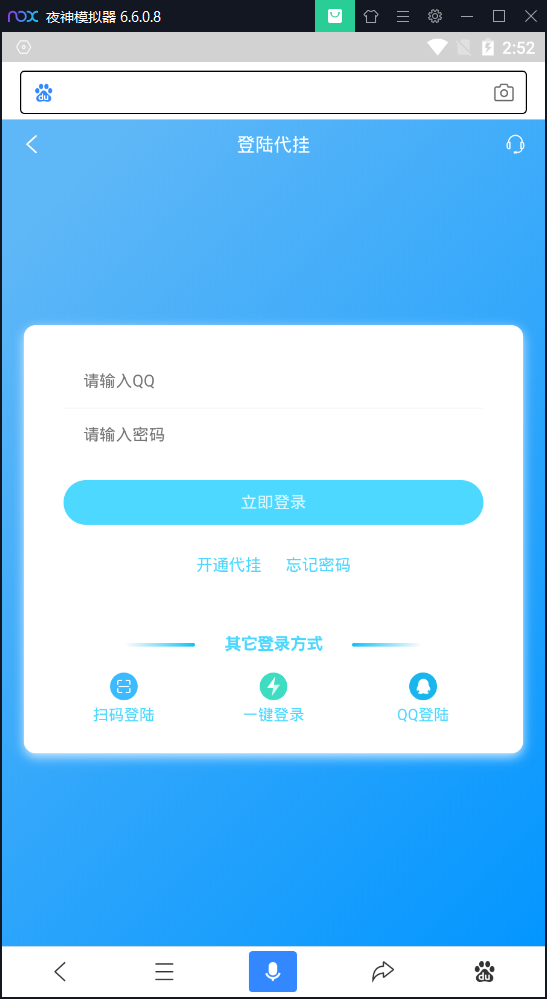 nox 夜神模拟器 6.6.0.8
2:52
du
登陆代挂
请输入QQ
请输入密码
立即登录
开通代挂 忘记密码
其它登录方式
扫码登陆 一键登录 QQ登陆
du